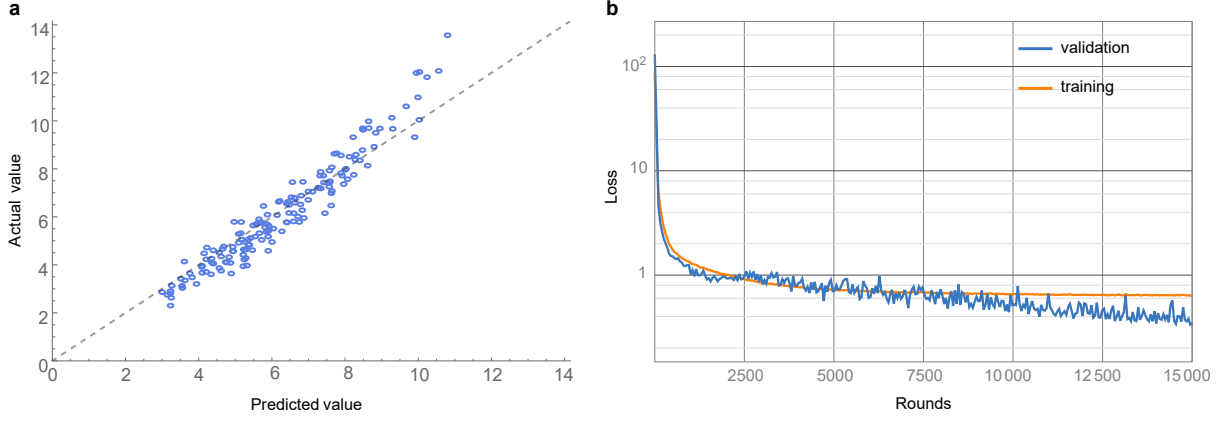 a
14
12
10
8
6
4
2
0
Actual value
0 2 4 6 8 10 12 14
Predicted value
b
validation
training
10²
10
1
Loss
2500 5000 7500 10 000 12 500 15 000
Rounds